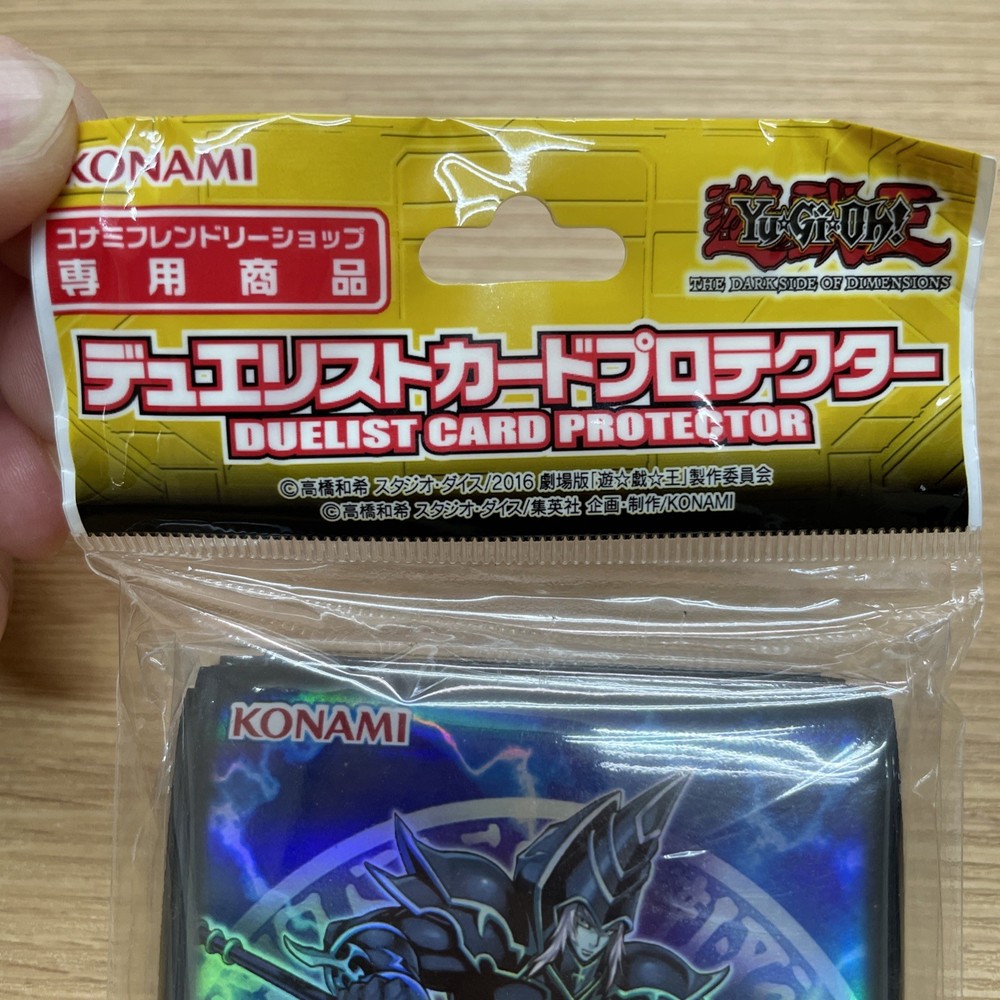 KONAMI
コナミフレンドリーショップ
専用商品
Yu-Gi-Oh!
THE DARK SIDE OF DIMENSIONS
デュエリストカードプロテクター
DUELIST CARD PROTECTOR
©高橋和希 スタジオ・ダイス/2016 劇場版「遊☆戯☆王」製作委員会
©高橋和希 スタジオ・ダイス/集英社 企画・制作/KONAMI
KONAMI